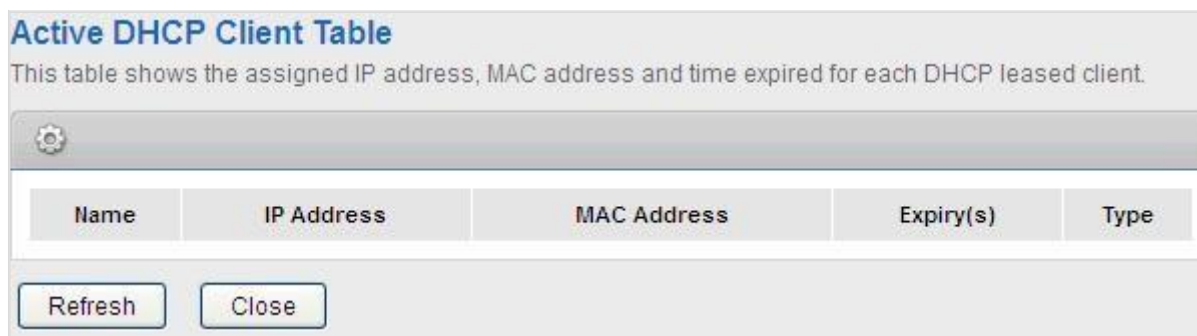 Active DHCP Client Table
This table shows the assigned IP address, MAC address and time expired for each DHCP leased client.
Name IP Address MAC Address Expiry(s) Type
Refresh Close